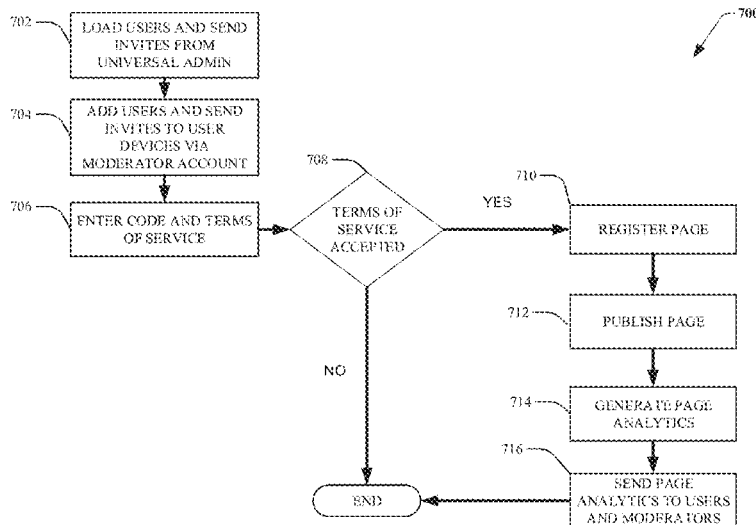 700
702
LOAD USERS AND SEND
INVITES FROM
UNIVERSAL ADMIN
704
ADD USERS AND SEND
INVITES TO USER
DEVICES VIA
MODERATOR ACCOUNT
706
ENTER CODE AND TERMS
OF SERVICE
708
TERMS OF
SERVICE
ACCEPTED
YES
NO
710
REGISTER PAGE
712
PUBLISH PAGE
714
GENERATE PAGE
ANALYTICS
716
SEND PAGE
ANALYTICS TO USERS
AND MODERATORS
END